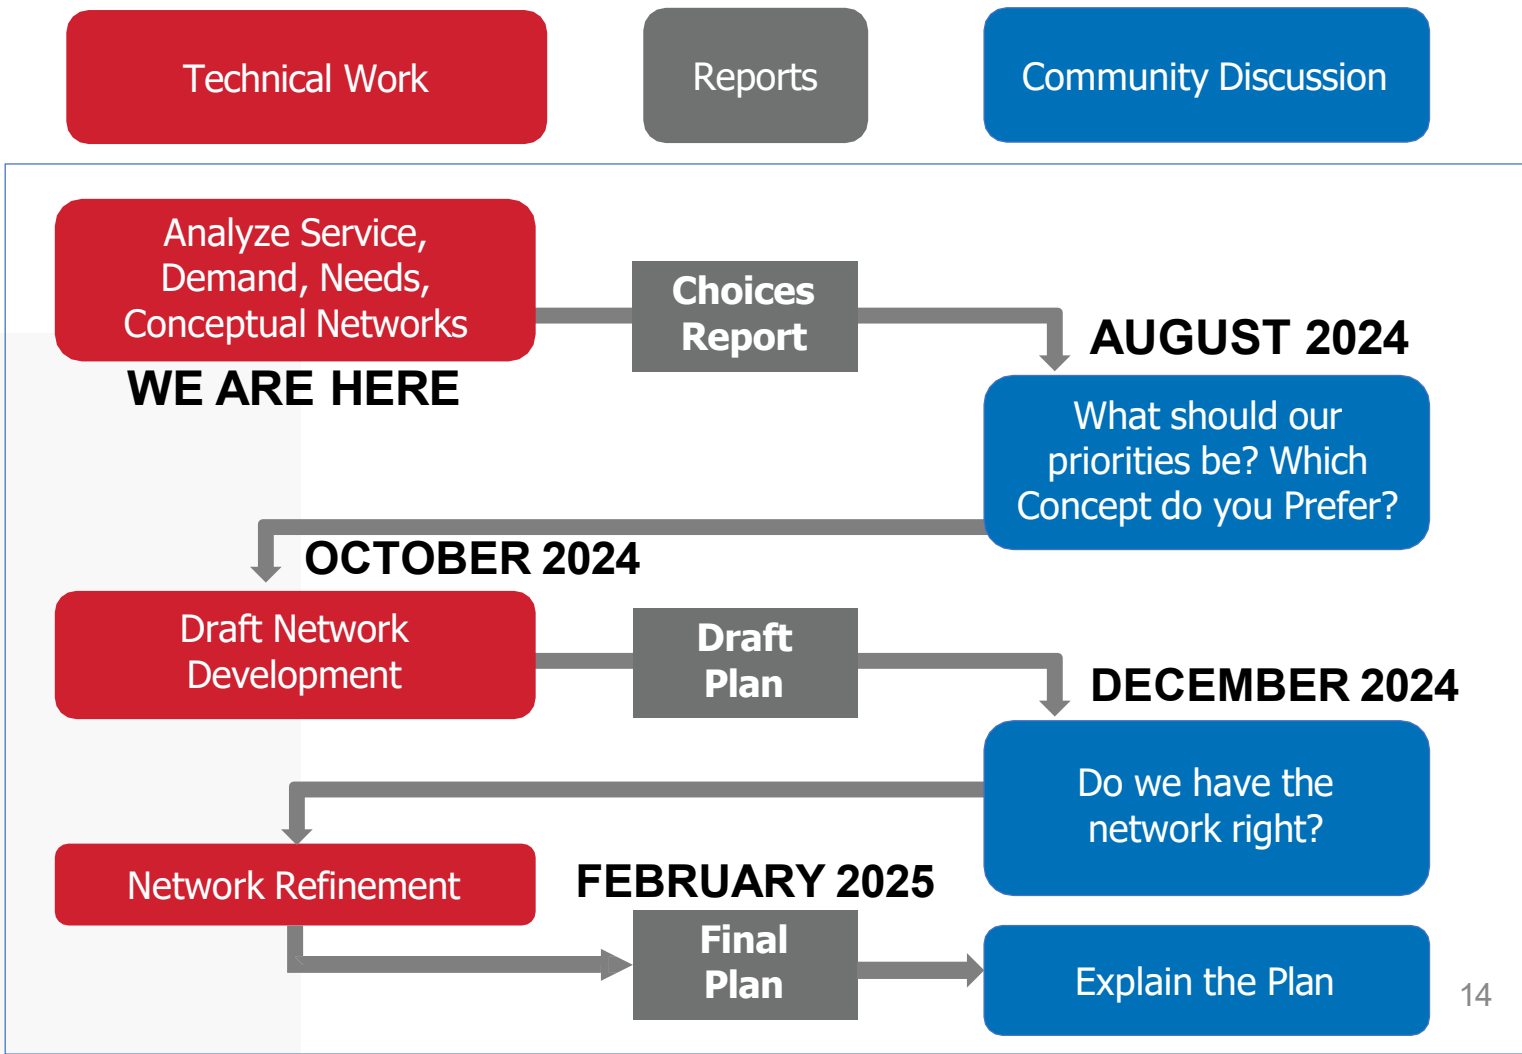 Technical Work
Reports
Community Discussion
Analyze Service,
Demand, Needs,
Conceptual Networks
WE ARE HERE
Choices
Report
AUGUST 2024
What should our
priorities be? Which
Concept do you Prefer?
OCTOBER 2024
Draft Network
Development
Draft
Plan
DECEMBER 2024
Do we have the
network right?
Network Refinement
FEBRUARY 2025
Final
Plan
Explain the Plan
14